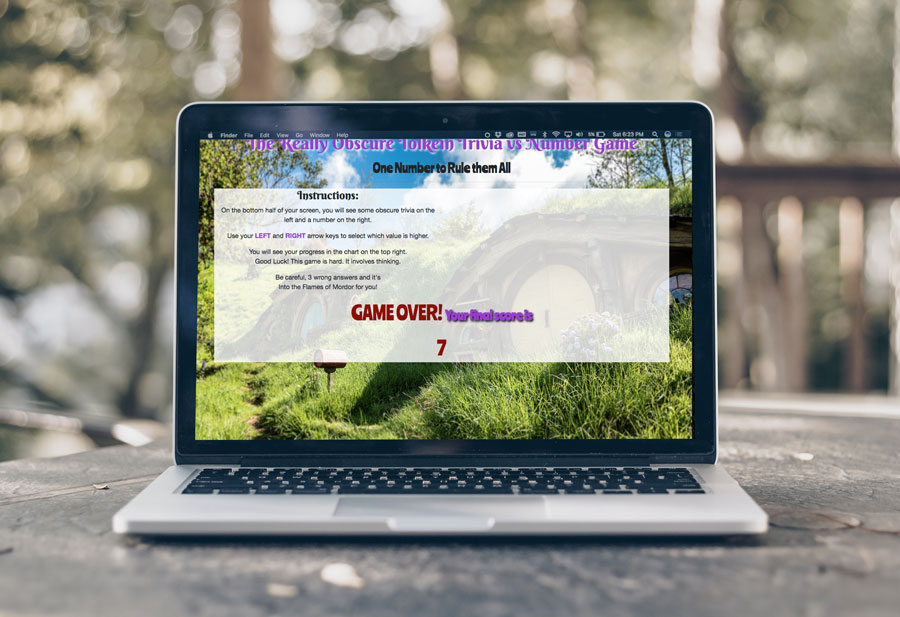 Finder File Edit View Go Window Help
5% Sat 6:23 PM
The Really Obscure Tolkein Trivia vs Number Game
One Number to Rule them All
Instructions:
On the bottom half of your screen, you will see some obscure trivia on the
left and a number on the right.
Use your LEFT and RIGHT arrow keys to select which value is higher.
You will see your progress in the chart on the top right.
Good Luck! This game is hard. It involves thinking.
Be careful, 3 wrong answers and it's
Into the Flames of Mordor for you!
GAME OVER! Your final score is
7